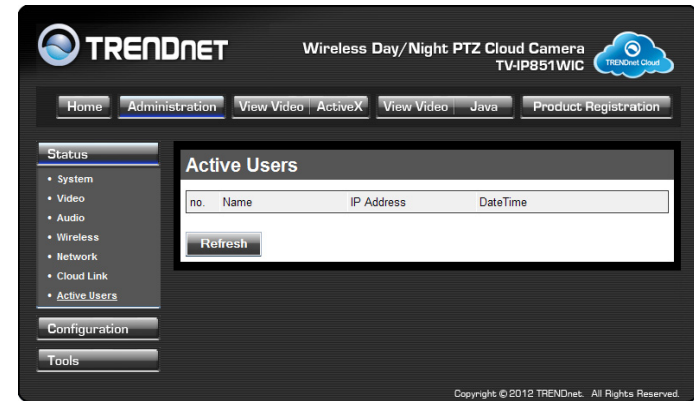 TRENDNET
Wireless Day/Night PTZ Cloud Camera
TV-IP851WIC
TRENDnet Cloud
Home Administration View Video ActiveX View Video Java Product Registration
Status
• System
• Video
• Audio
• Wireless
• Network
• Cloud Link
• Active Users
Configuration
Tools
Active Users
no. Name IP Address DateTime
Refresh
Copyright © 2012 TRENDnet. All Rights Reserved.